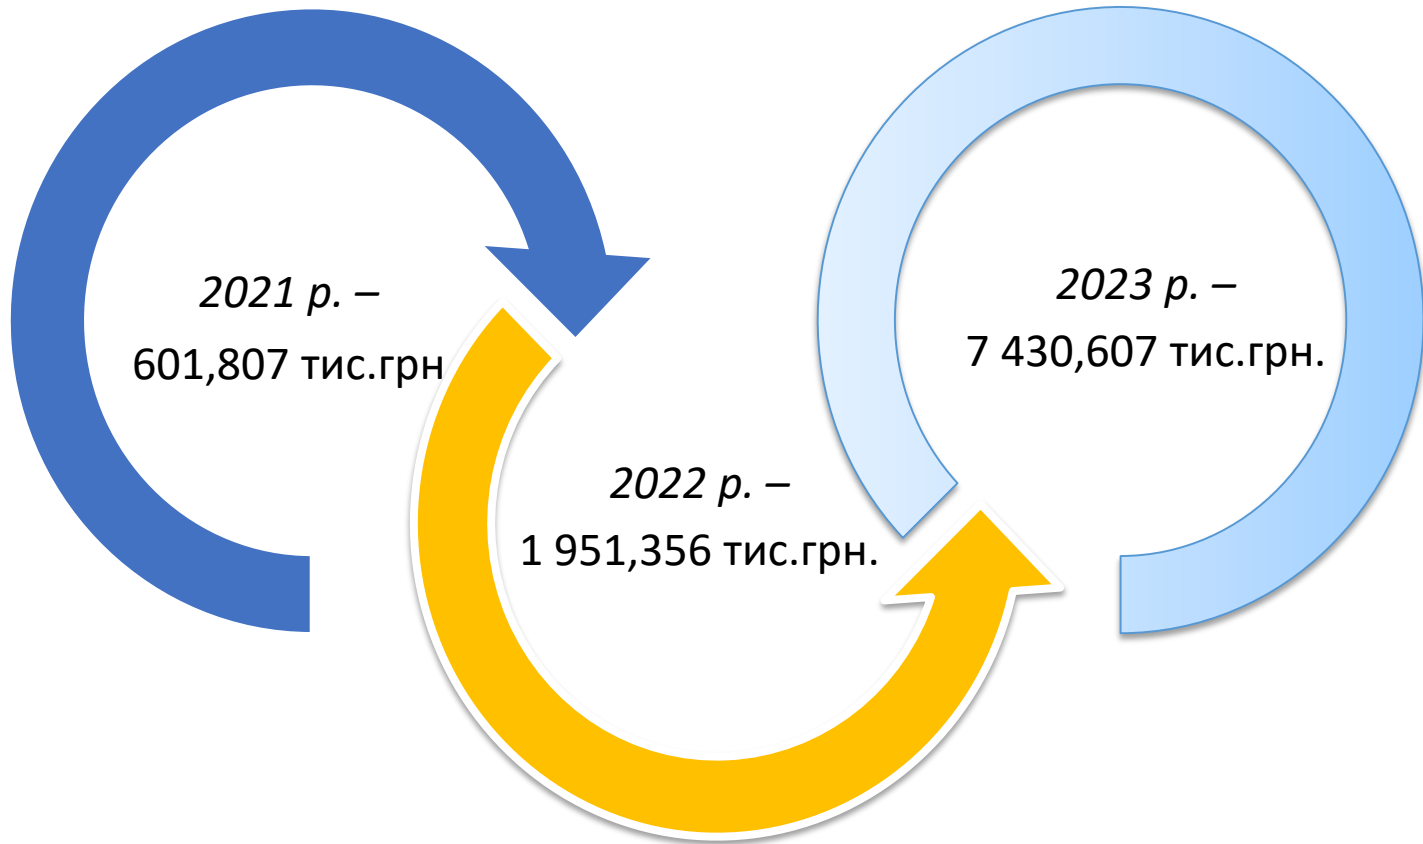 2021 р. –
601,807 тис.грн
2022 р. –
1 951,356 тис.грн.
2023 р. –
7 430,607 тис.грн.